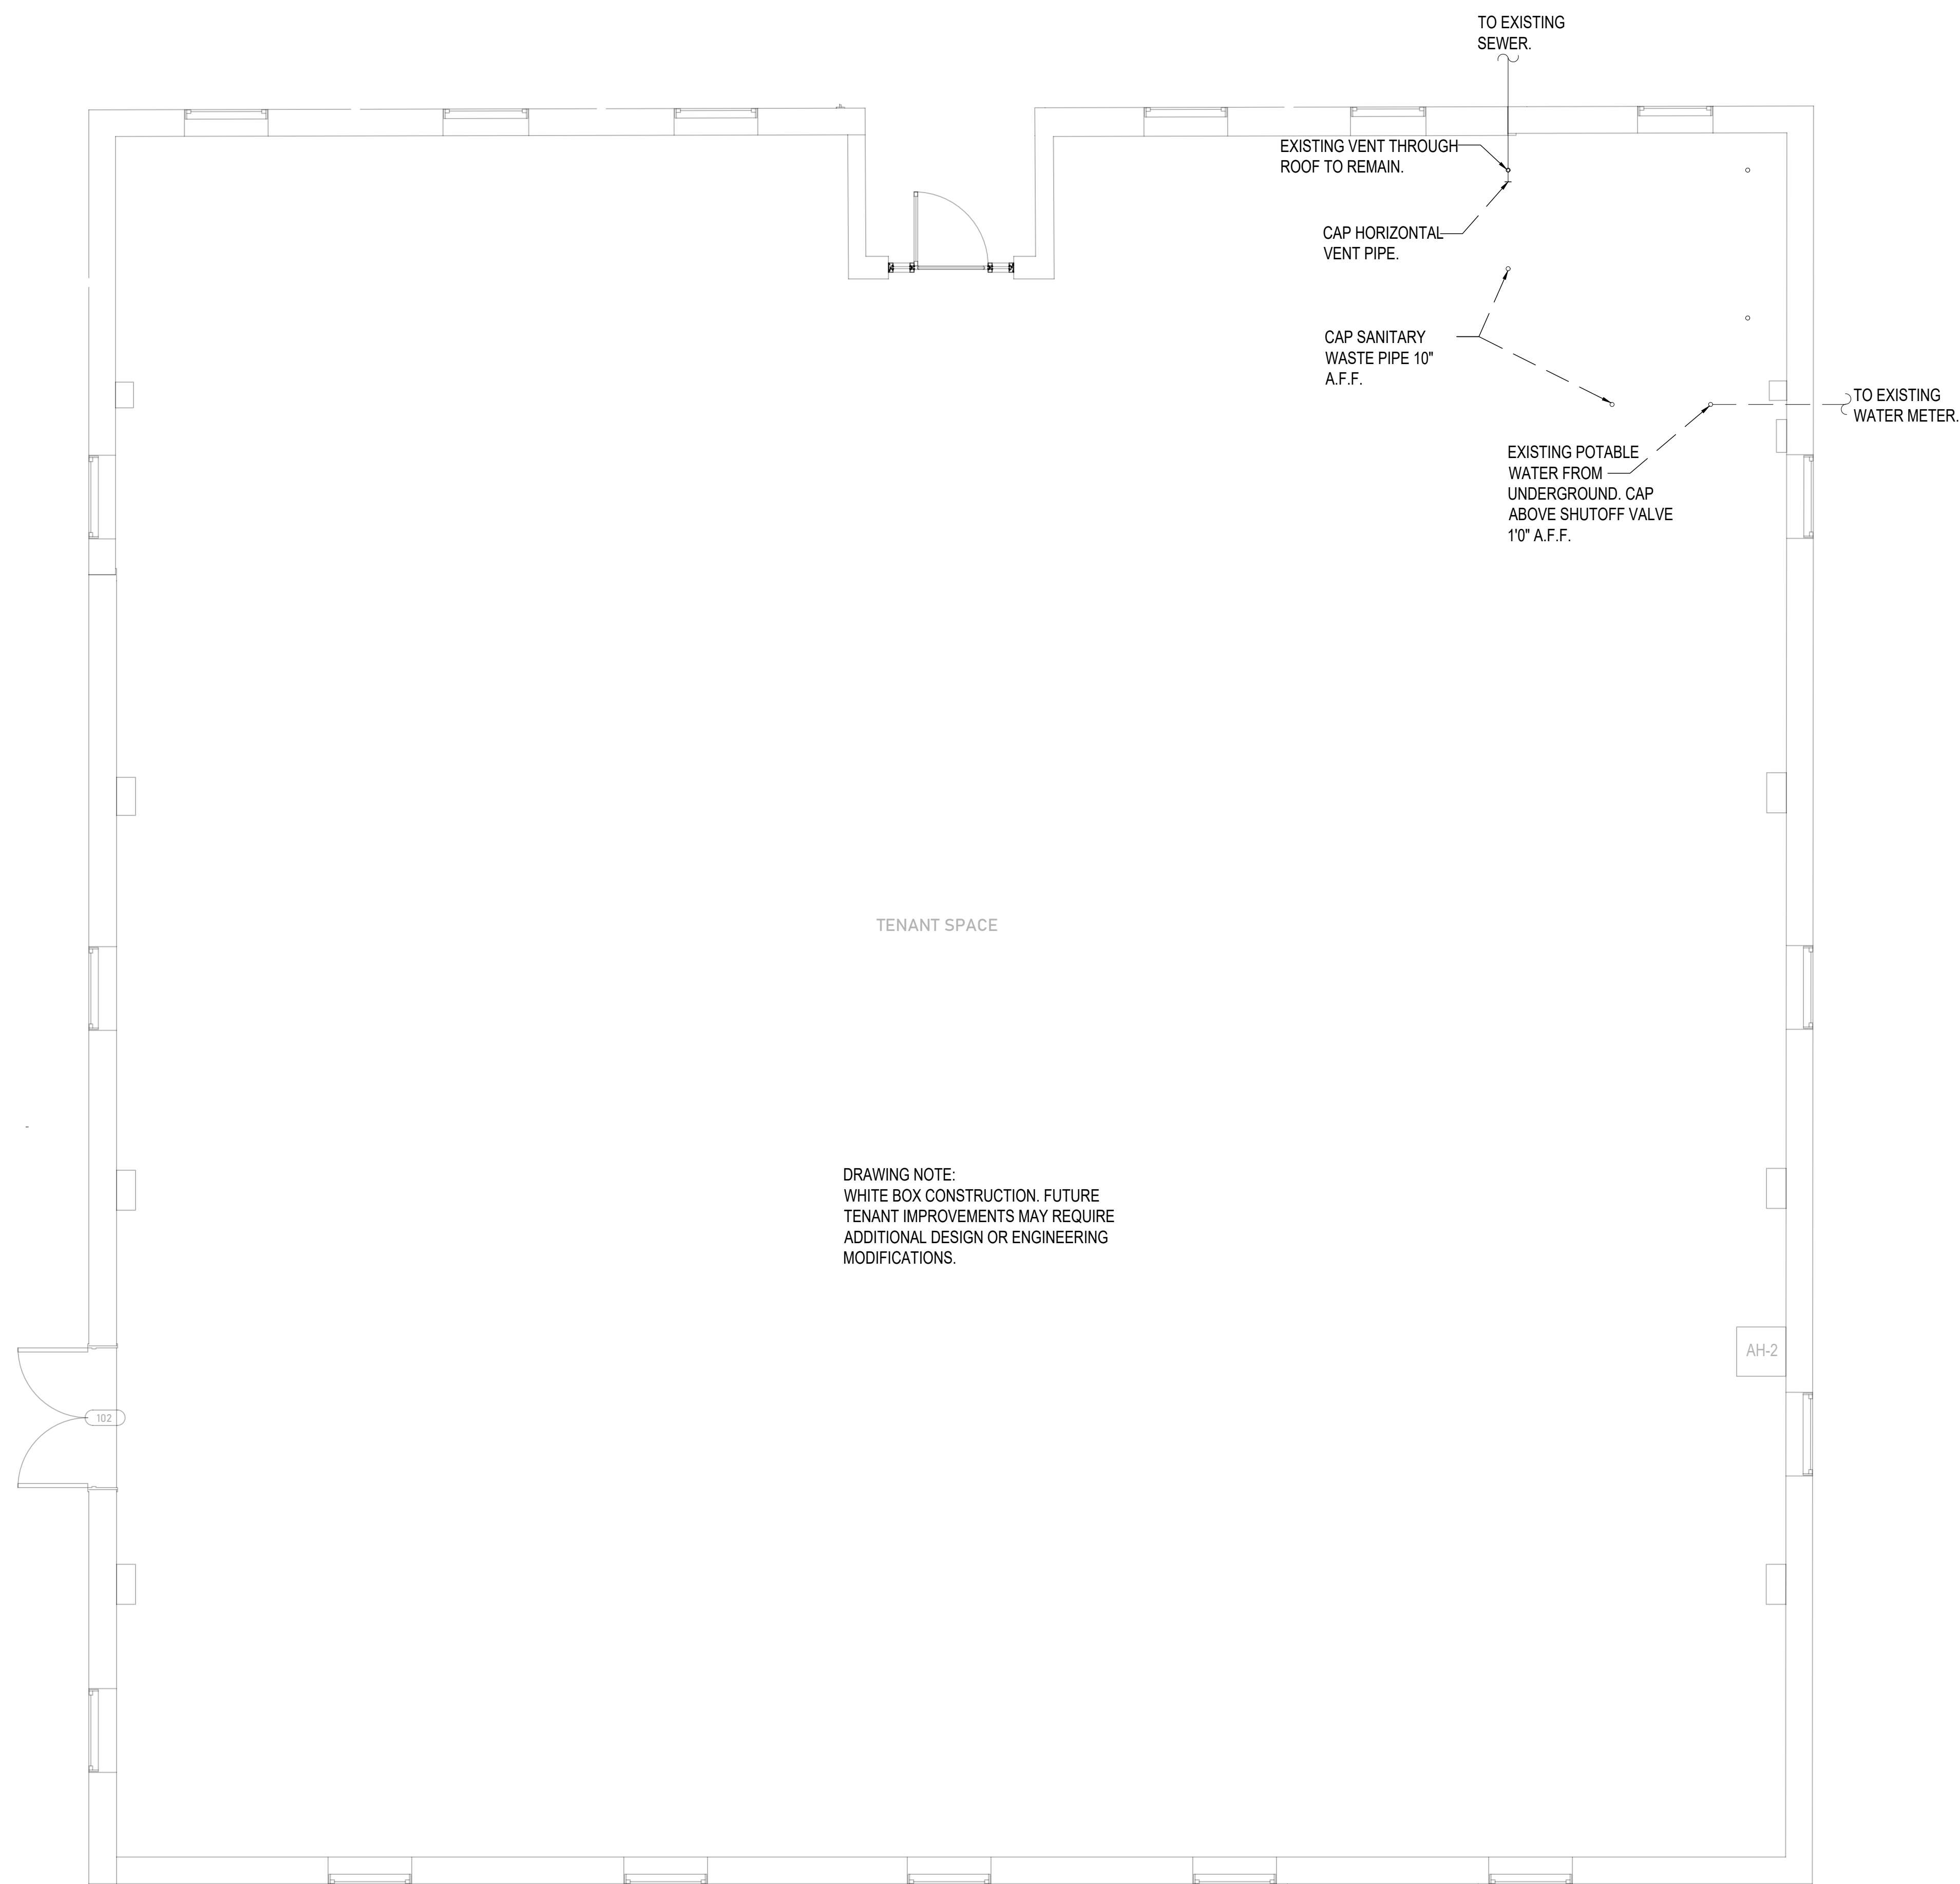 TO EXISTING
SEWER.
EXISTING VENT THROUGH
ROOF TO REMAIN.
CAP HORIZONTAL
VENT PIPE.
CAP SANITARY
WASTE PIPE 10"
A.F.F.
TO EXISTING
WATER METER.
EXISTING POTABLE
WATER FROM
UNDERGROUND. CAP
ABOVE SHUTOFF VALVE
1'0" A.F.F.
TENANT SPACE
DRAWING NOTE:
WHITE BOX CONSTRUCTION. FUTURE
TENANT IMPROVEMENTS MAY REQUIRE
ADDITIONAL DESIGN OR ENGINEERING
MODIFICATIONS.
AH-2
102